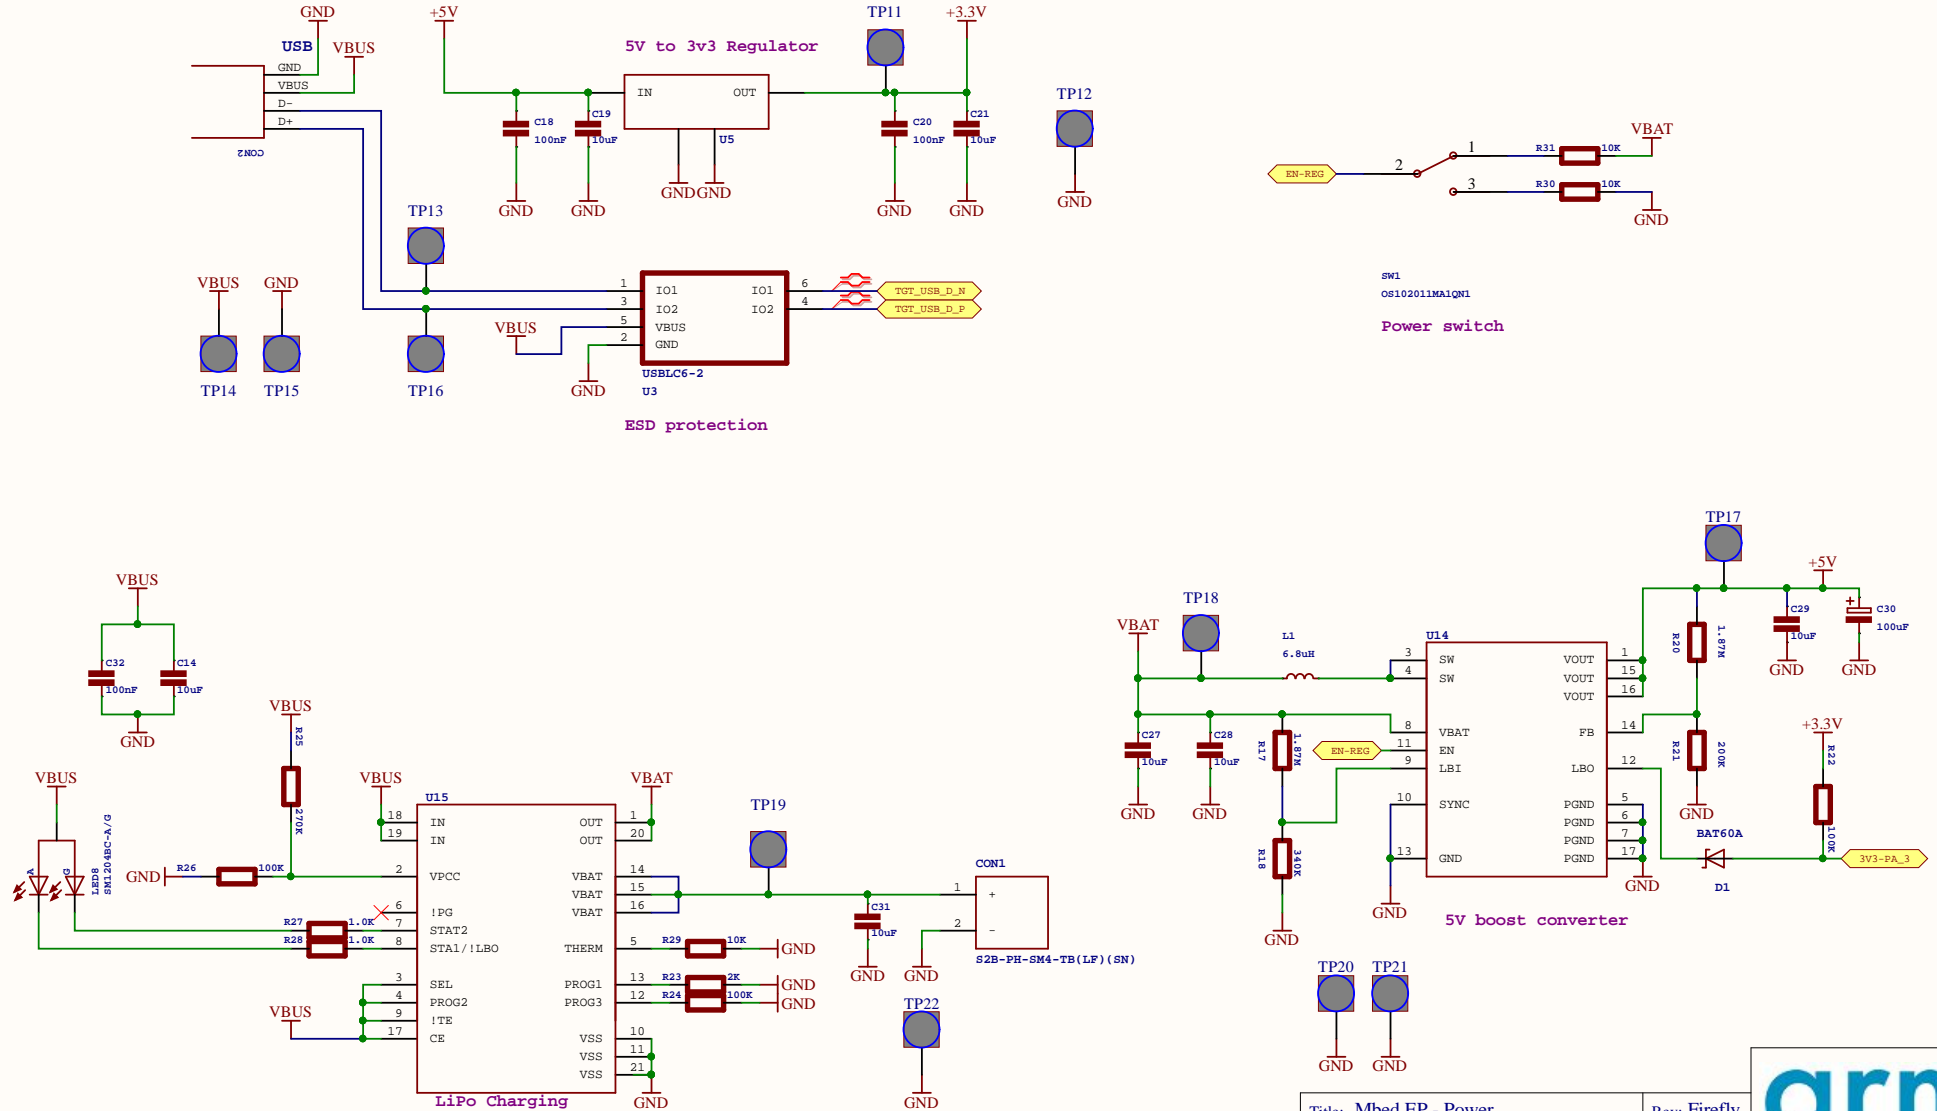 GND
+5V
TP11
+3.3V
USB
VBUS
5V to 3v3 Regulator
GND
VBUS
D-
D+
CON2
IN
OUT
U5
C18
100nF
C19
10uF
C20
100nF
C21
10uF
GND
GND
GND
GND
GND
GND
TP12
GND
EN-REG
2
1
3
R31
10K
R30
10K
VBAT
GND
SW1
OS102011MA1QN1
Power switch
TP13
VBUS
GND
TP14
TP15
TP16
VBUS
GND
1
3
5
2
IO1
IO2
VBUS
GND
IO1
IO2
6
4
TGT_USB_D_N
TGT_USB_D_P
USBLC6-2
U3
ESD protection
VBUS
C32
100nF
C14
10uF
GND
VBUS
R25
270K
VBUS
A
G
LED8
SM1204BC-A/G
GND
R26
100K
R27
1.0K
R28
1.0K
VBUS
VBUS
U15
18
IN
19
IN
2
VPCC
6
!PG
7
STAT2
8
STA1/!LBO
3
SEL
4
PROG2
9
!TE
17
CE
OUT
1
OUT
20
VBAT
14
VBAT
15
VBAT
16
THERM
5
PROG1
13
PROG3
12
VSS
10
VSS
11
VSS
21
VBAT
TP19
R29
10K
GND
R23
2K
GND
R24
100K
GND
GND
LiPo Charging
C31
10uF
GND
GND
CON1
1
+
2
-
S2B-PH-SM4-TB(LF)(SN)
TP22
GND
TP17
+5V
TP18
VBAT
L1
6.8uH
C27
10uF
GND
C28
10uF
GND
R17
1.87M
R18
340K
GND
EN-REG
U14
3
SW
4
SW
8
VBAT
11
EN
9
LBI
10
SYNC
13
GND
GND
VOUT
1
VOUT
15
VOUT
16
FB
14
LBO
12
PGND
5
PGND
6
PGND
7
PGND
17
GND
R20
1.87M
R21
200K
GND
C29
10uF
GND
+
C30
100uF
GND
+3.3V
R22
100K
BAT60A
D1
3V3-PA_3
5V boost converter
TP20
TP21
GND
GND
Title: Mbed EP - Power
Rev: Firefly
arm